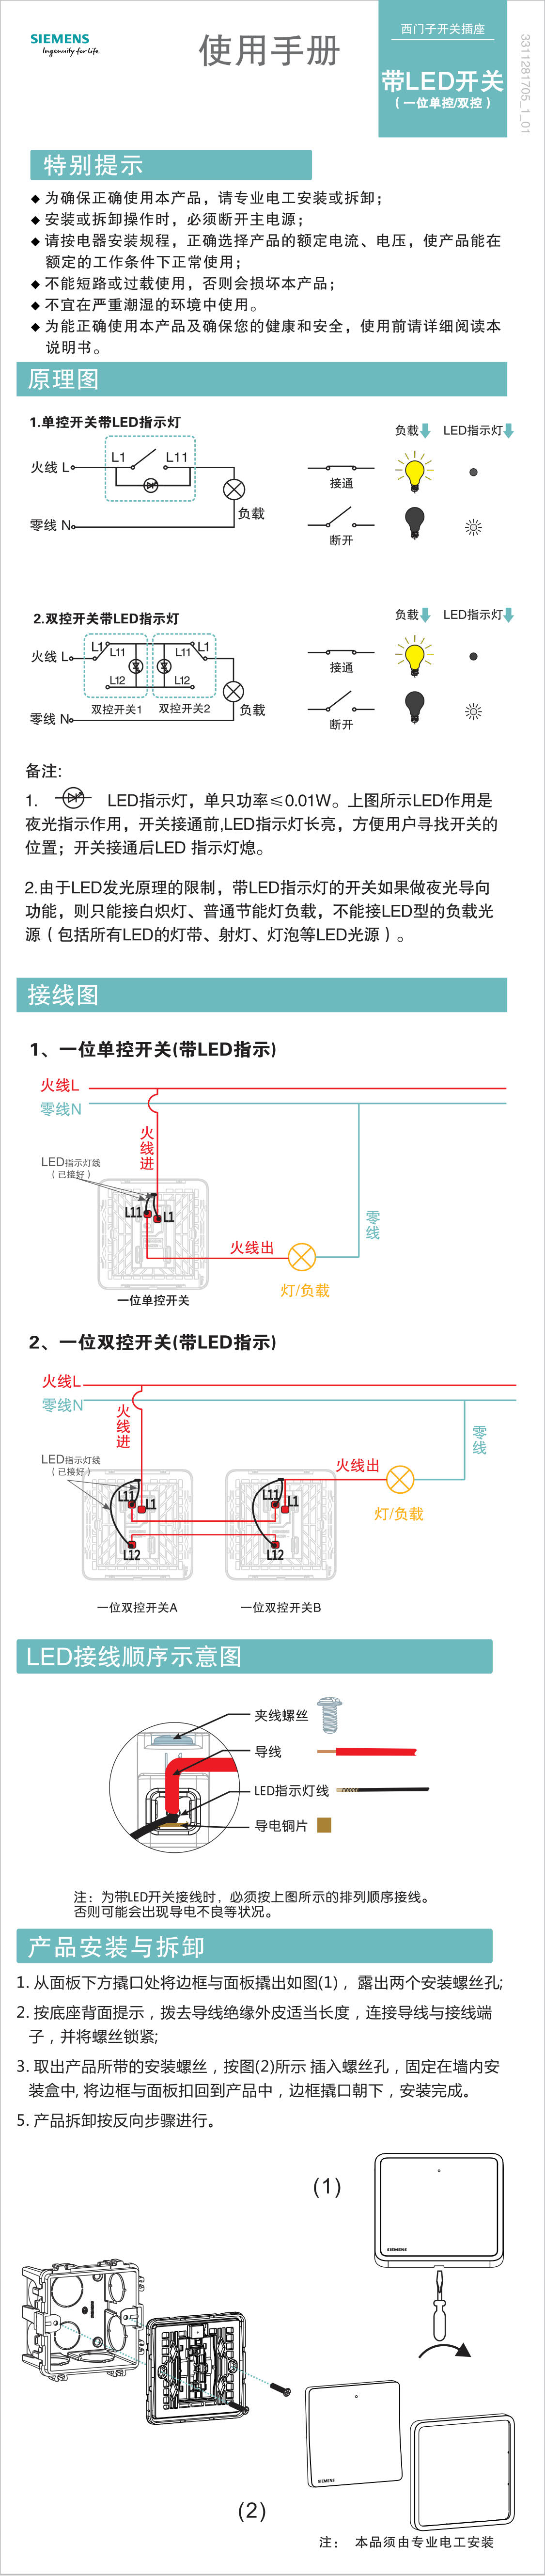 SIEMENS
Ingenuity for life
使用手册
西门子开关插座
带LED开关
（一位单控/双控）
3311281705_1_01
特别提示
◆ 为确保正确使用本产品，请专业电工安装或拆卸；
◆ 安装或拆卸操作时，必须断开主电源；
◆ 请按电器安装规程，正确选择产品的额定电流、电压，使产品能在
额定的工作条件下正常使用；
◆ 不能短路或过载使用，否则会损坏本产品；
◆ 不宜在严重潮湿的环境中使用。
◆ 为能正确使用本产品及确保您的健康和安全，使用前请详细阅读本
说明书。
原理图
1.单控开关带LED指示灯
负载 LED指示灯
L1 L11
火线 L
接通
负载
零线 N
断开
2.双控开关带LED指示灯
负载 LED指示灯
L1 L11 L11 L1
火线 L
接通
L12 L12
双控开关1 双控开关2 负载
零线 N
断开
备注:
1. LED指示灯，单只功率≤0.01W。上图所示LED作用是
夜光指示作用，开关接通前,LED指示灯长亮，方便用户寻找开关的
位置；开关接通后LED 指示灯熄。
2.由于LED发光原理的限制，带LED指示灯的开关如果做夜光导向
功能，则只能接白炽灯、普通节能灯负载，不能接LED型的负载光
源（包括所有LED的灯带、射灯、灯泡等LED光源）。
接线图
1、一位单控开关(带LED指示)
火线L
零线N
火线进
LED指示灯线
（已接好）
L11 L1
零线
火线出
灯/负载
一位单控开关
2、一位双控开关(带LED指示)
火线L
零线N
火线进
零线
LED指示灯线
（已接好）
火线出
L11 L1 L11 L1
灯/负载
L12 L12
一位双控开关A 一位双控开关B
LED接线顺序示意图
夹线螺丝
导线
LED指示灯线
导电铜片
注：为带LED开关接线时，必须按上图所示的排列顺序接线。
否则可能会出现导电不良等状况。
产品安装与拆卸
1. 从面板下方撬口处将边框与面板撬出如图(1)，露出两个安装螺丝孔;
2. 按底座背面提示，拨去导线绝缘外皮适当长度，连接导线与接线端
子，并将螺丝锁紧;
3. 取出产品所带的安装螺丝，按图(2)所示 插入螺丝孔，固定在墙内安
装盒中, 将边框与面板扣回到产品中，边框撬口朝下，安装完成。
5. 产品拆卸按反向步骤进行。
(1)
SIEMENS
SIEMENS
(2)
注： 本品须由专业电工安装